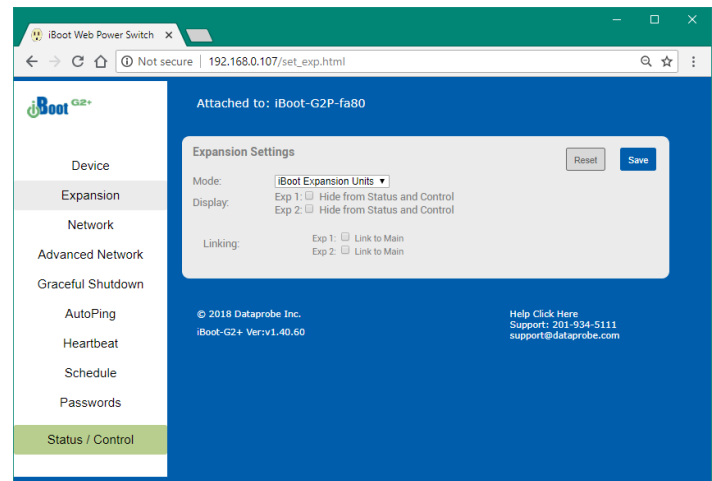 iBoot Web Power Switch
Not secure | 192.168.0.107/set_exp.html
iBoot G2+
Attached to: iBoot-G2P-fa80
Device
Expansion
Network
Advanced Network
Graceful Shutdown
AutoPing
Heartbeat
Schedule
Passwords
Status / Control
Expansion Settings
Reset
Save
Mode: iBoot Expansion Units
Display: Exp 1: Hide from Status and Control
Exp 2: Hide from Status and Control
Linking: Exp 1: Link to Main
Exp 2: Link to Main
© 2018 Dataprobe Inc.
iBoot-G2+ Ver:v1.40.60
Help Click Here
Support: 201-934-5111
support@dataprobe.com